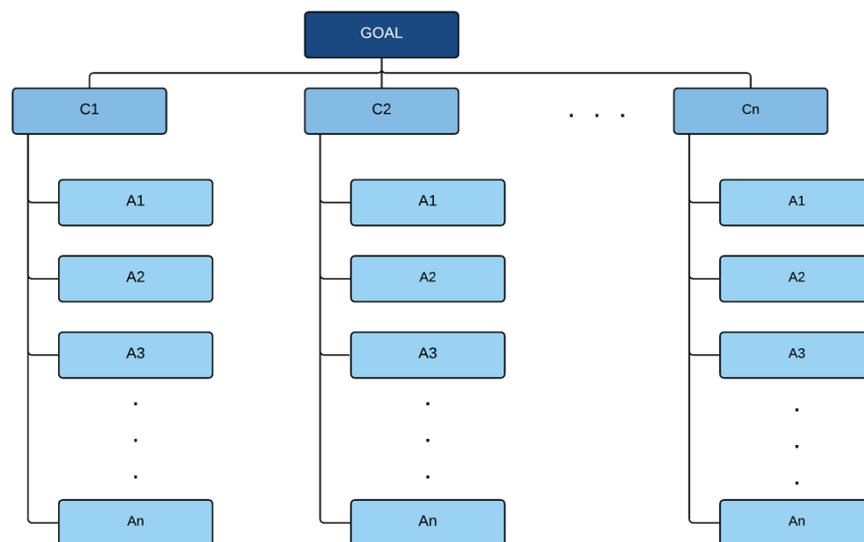 GOAL
C1
C2
. . .
Cn
A1
A1
A1
A2
A2
A2
A3
A3
A3
.
.
.
.
.
.
.
.
.
An
An
An